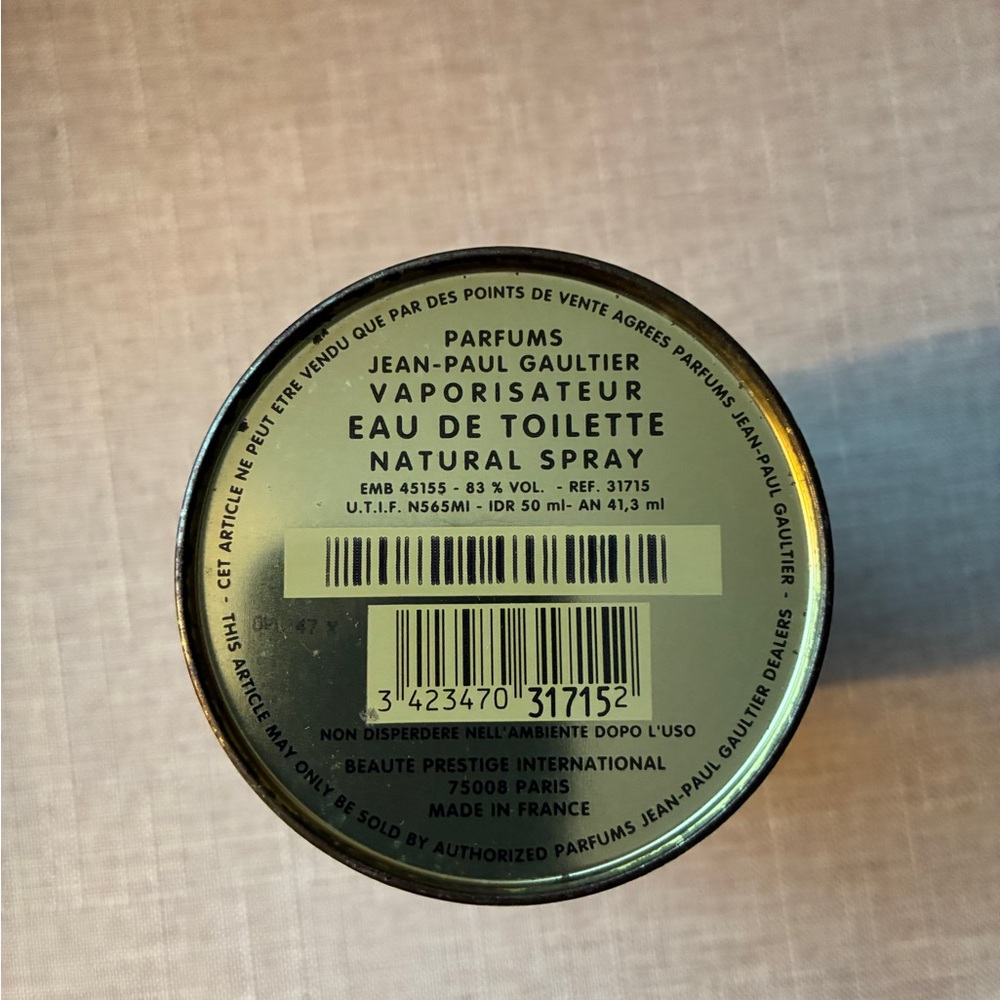 CET ARTICLE NE PEUT ETRE VENDU QUE PAR DES POINTS DE VENTE AGREES PARFUMS JEAN-PAUL GAULTIER -
THIS ARTICLE MAY ONLY BE SOLD BY AUTHORIZED PARFUMS JEAN-PAUL GAULTIER DEALERS -
PARFUMS
JEAN-PAUL GAULTIER
VAPORISATEUR
EAU DE TOILETTE
NATURAL SPRAY
EMB 45155 - 83 % VOL. - REF. 31715
U.T.I.F. N565MI - IDR 50 ml- AN 41,3 ml
3 423470 317152
NON DISPERDERE NELL'AMBIENTE DOPO L'USO
BEAUTE PRESTIGE INTERNATIONAL
75008 PARIS
MADE IN FRANCE